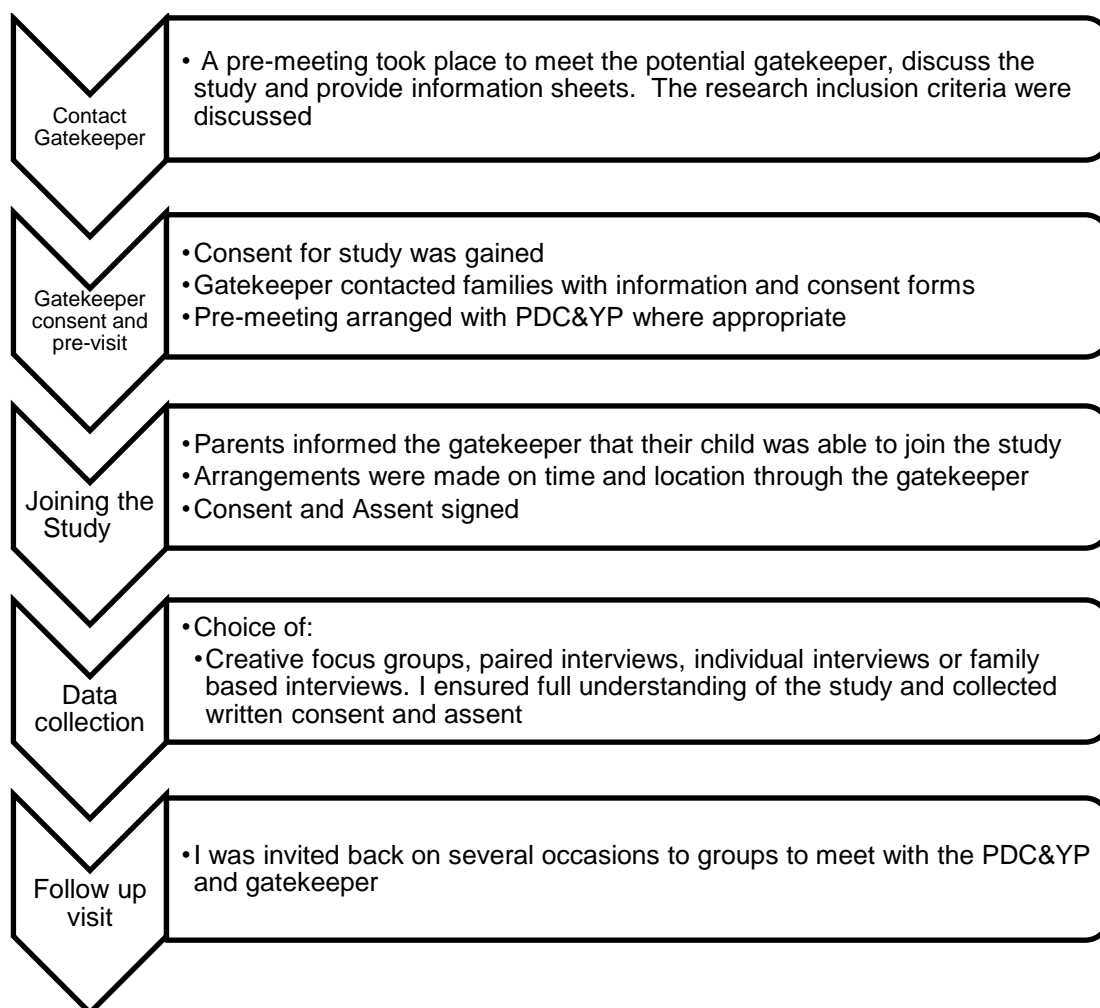 Contact
Gatekeeper
• A pre-meeting took place to meet the potential gatekeeper, discuss the
study and provide information sheets.  The research inclusion criteria were
discussed
Gatekeeper
consent and
pre-visit
•Consent for study was gained
•Gatekeeper contacted families with information and consent forms
•Pre-meeting arranged with PDC&YP where appropriate
Joining the
Study
•Parents informed the gatekeeper that their child was able to join the study
•Arrangements were made on time and location through the gatekeeper
•Consent and Assent signed
Data
collection
•Choice of:
•Creative focus groups, paired interviews, individual interviews or family
based interviews. I ensured full understanding of the study and collected
written consent and assent
Follow up
visit
•I was invited back on several occasions to groups to meet with the PDC&YP
and gatekeeper